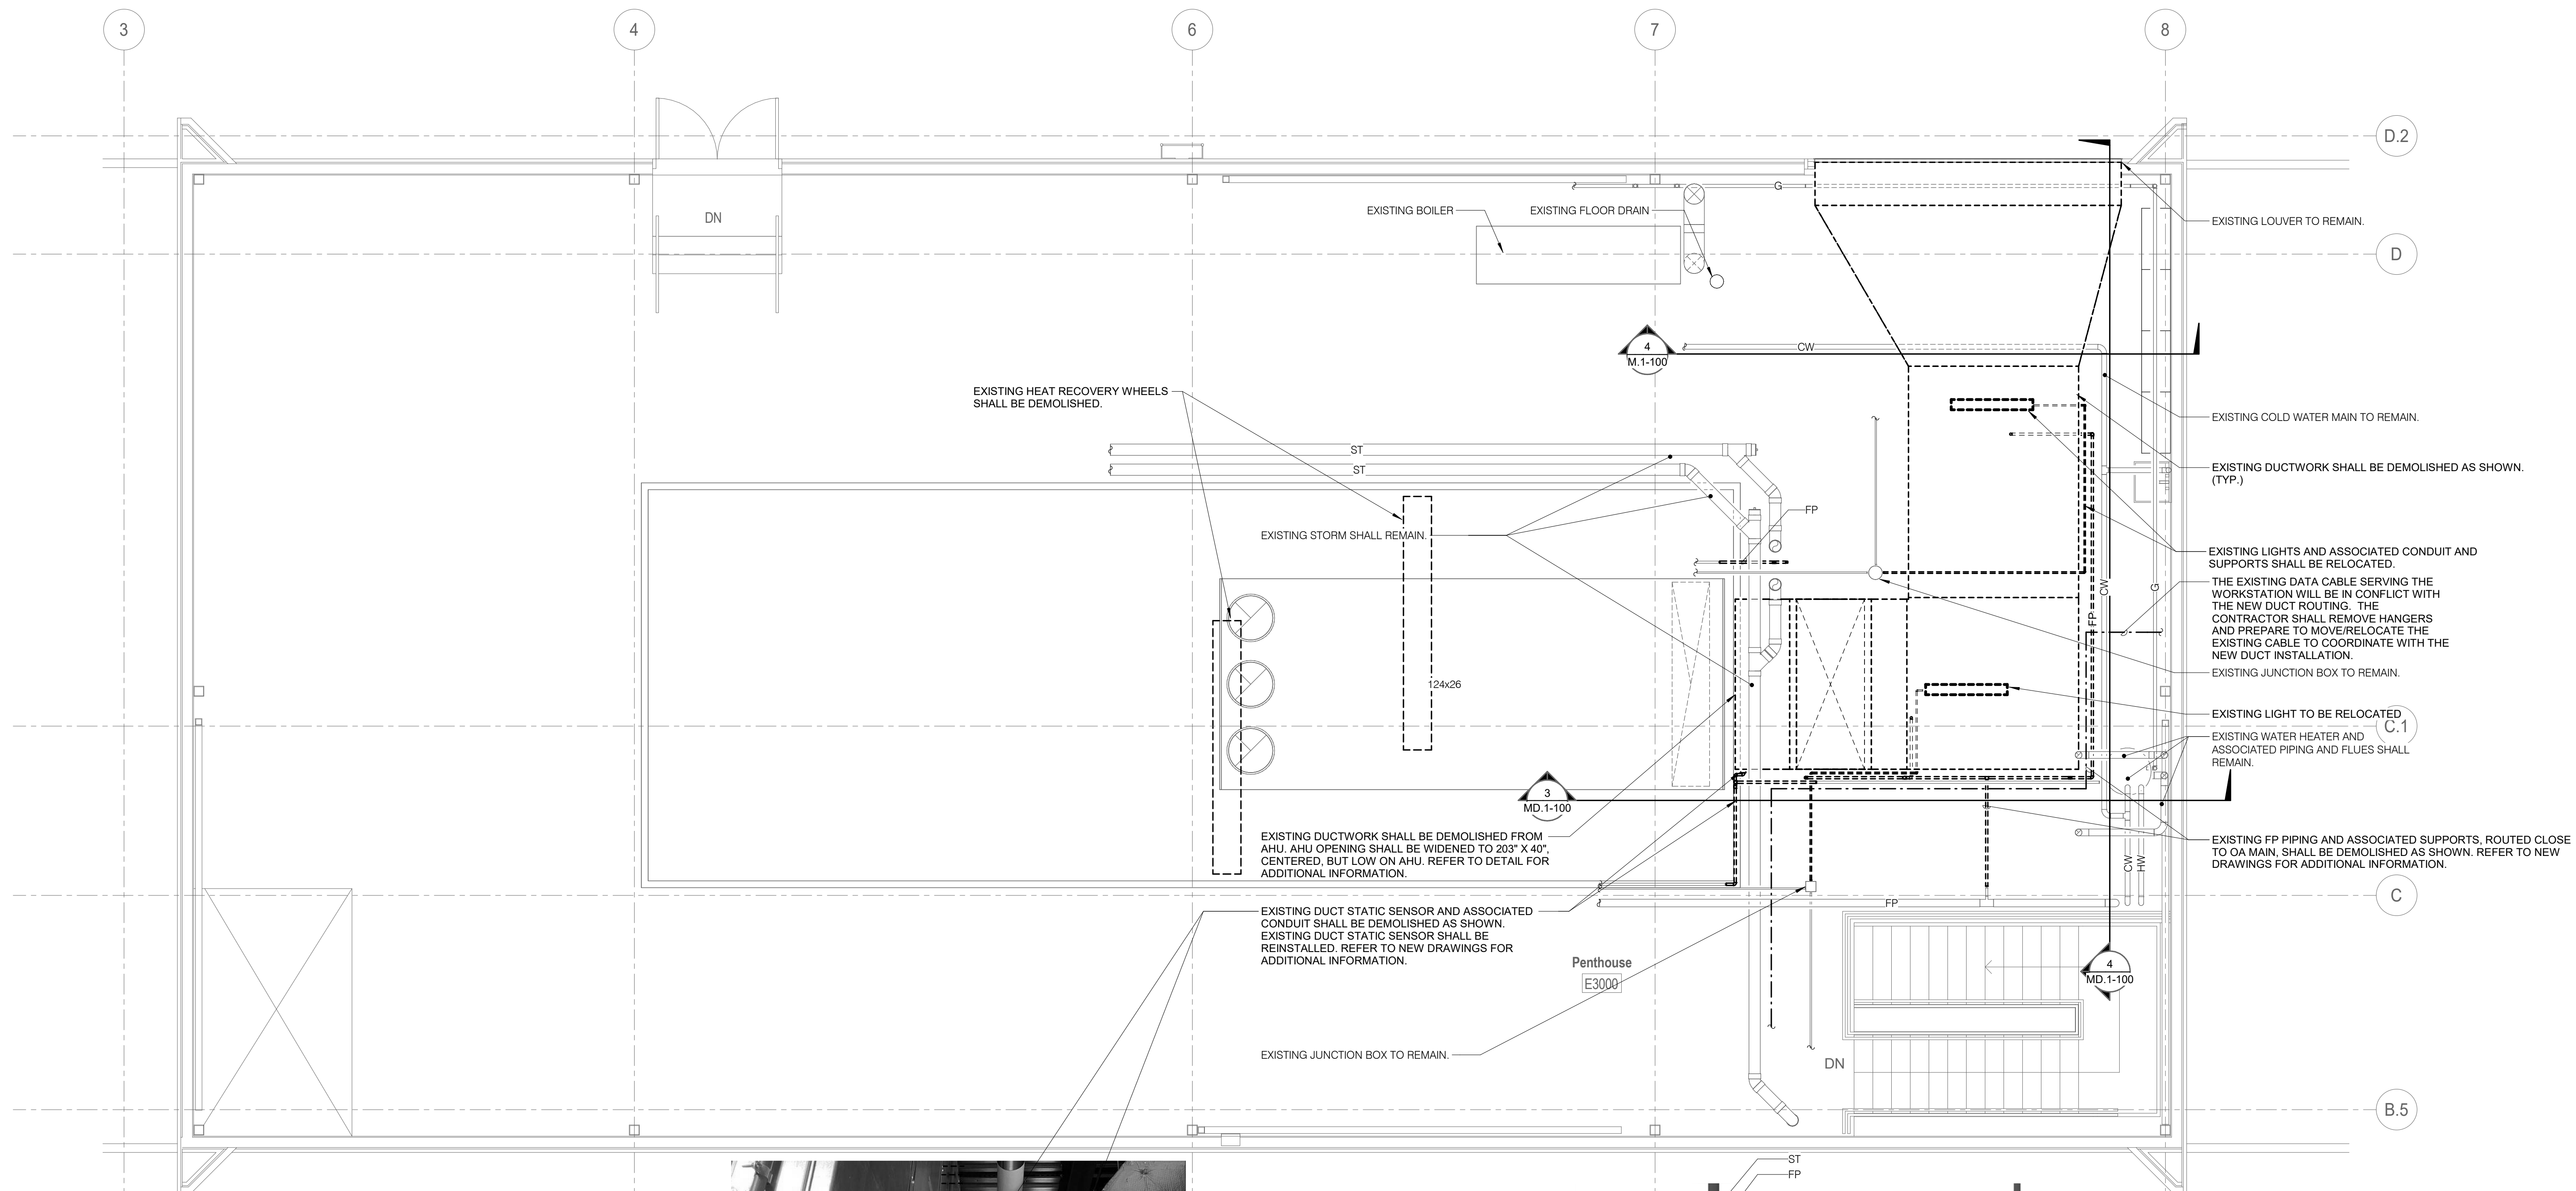 3
4
6
7
8
D.2
DN
G
EXISTING BOILER
EXISTING FLOOR DRAIN
EXISTING LOUVER TO REMAIN.
D
4
M.1-100
CW
EXISTING HEAT RECOVERY WHEELS
SHALL BE DEMOLISHED.
EXISTING COLD WATER MAIN TO REMAIN.
ST
ST
EXISTING DUCTWORK SHALL BE DEMOLISHED AS SHOWN.
(TYP.)
FP
EXISTING STORM SHALL REMAIN.
EXISTING LIGHTS AND ASSOCIATED CONDUIT AND
SUPPORTS SHALL BE RELOCATED.
THE EXISTING DATA CABLE SERVING THE
WORKSTATION WILL BE IN CONFLICT WITH
THE NEW DUCT ROUTING. THE
CONTRACTOR SHALL REMOVE HANGERS
AND PREPARE TO MOVE/RELOCATE THE
EXISTING CABLE TO COORDINATE WITH THE
NEW DUCT INSTALLATION.
CW
G
FP
EXISTING JUNCTION BOX TO REMAIN.
124x26
EXISTING LIGHT TO BE RELOCATED
C.1
EXISTING WATER HEATER AND
ASSOCIATED PIPING AND FLUES SHALL
REMAIN.
3
MD.1-100
EXISTING DUCTWORK SHALL BE DEMOLISHED FROM
AHU. AHU OPENING SHALL BE WIDENED TO 203" X 40",
CENTERED, BUT LOW ON AHU. REFER TO DETAIL FOR
ADDITIONAL INFORMATION.
EXISTING FP PIPING AND ASSOCIATED SUPPORTS, ROUTED CLOSE
TO OA MAIN, SHALL BE DEMOLISHED AS SHOWN. REFER TO NEW
DRAWINGS FOR ADDITIONAL INFORMATION.
CW
HW
C
FP
EXISTING DUCT STATIC SENSOR AND ASSOCIATED
CONDUIT SHALL BE DEMOLISHED AS SHOWN.
EXISTING DUCT STATIC SENSOR SHALL BE
REINSTALLED. REFER TO NEW DRAWINGS FOR
ADDITIONAL INFORMATION.
Penthouse
E3000
4
MD.1-100
EXISTING JUNCTION BOX TO REMAIN.
DN
B.5
ST
FP